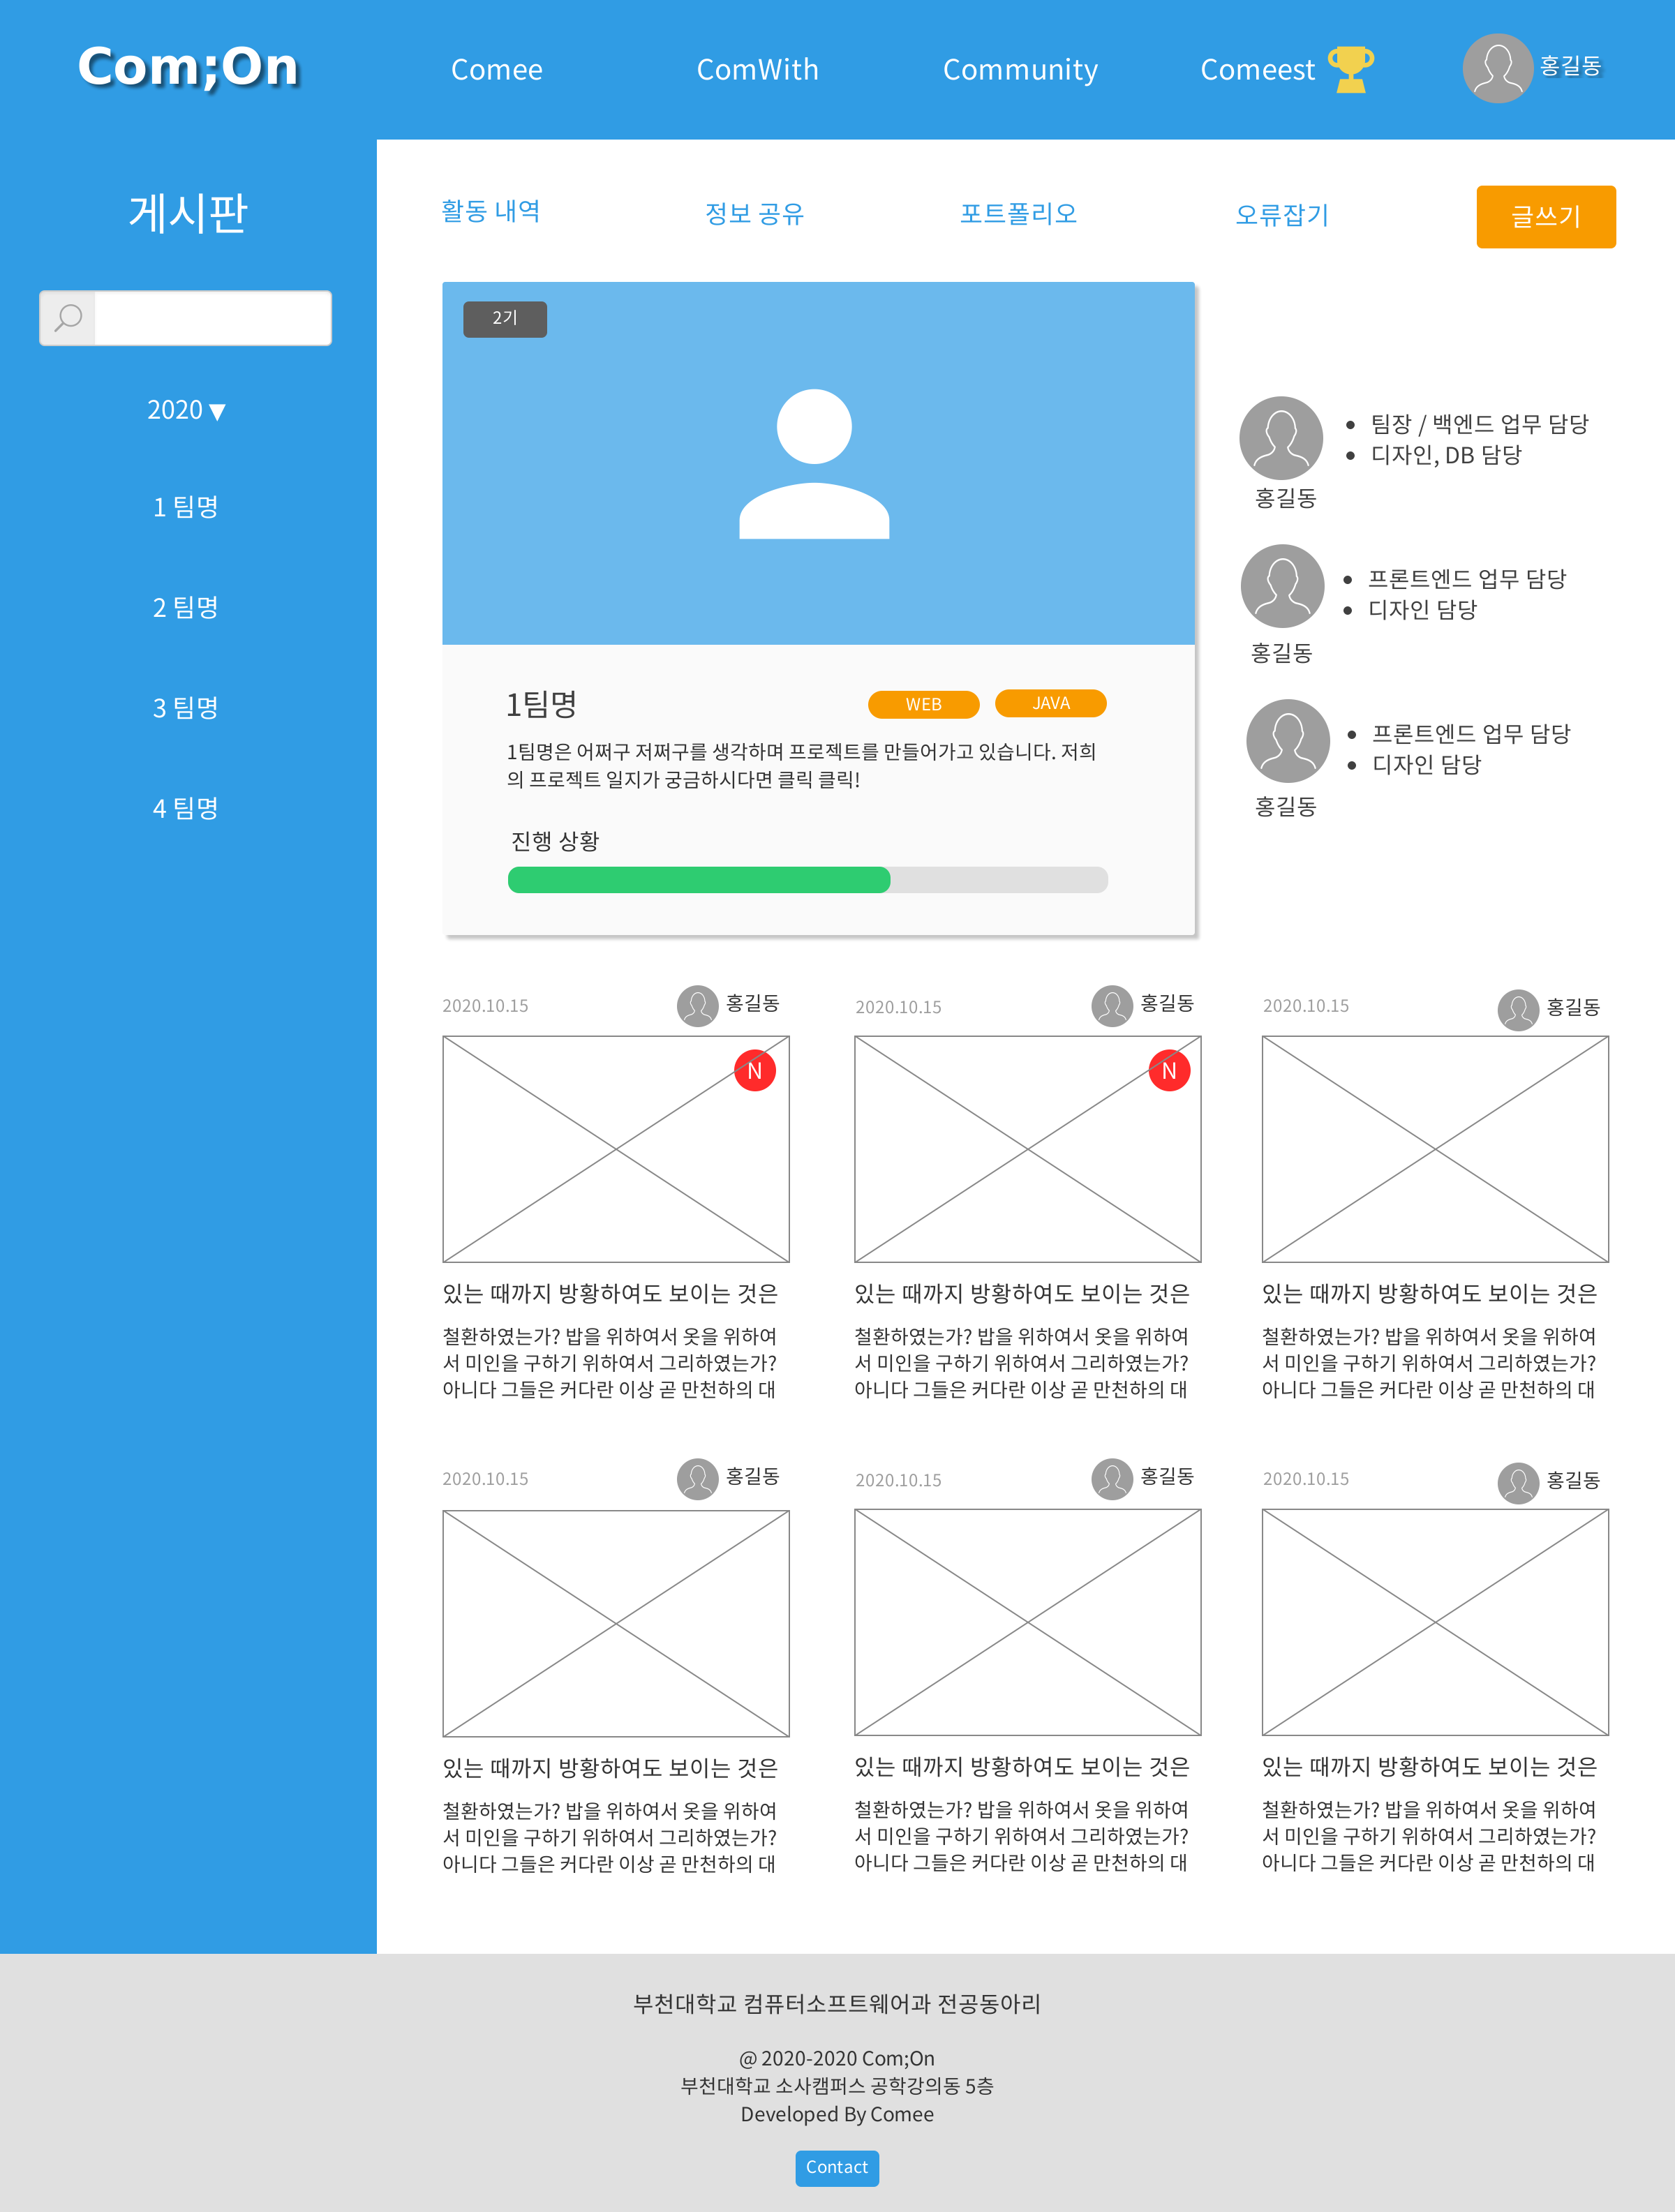 Com;On
Comee
ComWith
Community
Comeest
홍길동
게시판
2020 ▼
1 팀명
2 팀명
3 팀명
4 팀명
활동 내역
정보 공유
포트폴리오
오류잡기
글쓰기
2기
1팀명
WEB
JAVA
1팀명은 어쩌구 저쩌구를 생각하며 프로젝트를 만들어가고 있습니다. 저희
의 프로젝트 일지가 궁금하시다면 클릭 클릭!
진행 상황
• 팀장 / 백엔드 업무 담당
• 디자인, DB 담당
홍길동
• 프론트엔드 업무 담당
• 디자인 담당
홍길동
• 프론트엔드 업무 담당
• 디자인 담당
홍길동
2020.10.15
홍길동
N
있는 때까지 방황하여도 보이는 것은
철환하였는가? 밥을 위하여서 옷을 위하여
서 미인을 구하기 위하여서 그리하였는가?
아니다 그들은 커다란 이상 곧 만천하의 대
2020.10.15
홍길동
N
있는 때까지 방황하여도 보이는 것은
철환하였는가? 밥을 위하여서 옷을 위하여
서 미인을 구하기 위하여서 그리하였는가?
아니다 그들은 커다란 이상 곧 만천하의 대
2020.10.15
홍길동
있는 때까지 방황하여도 보이는 것은
철환하였는가? 밥을 위하여서 옷을 위하여
서 미인을 구하기 위하여서 그리하였는가?
아니다 그들은 커다란 이상 곧 만천하의 대
2020.10.15
홍길동
있는 때까지 방황하여도 보이는 것은
철환하였는가? 밥을 위하여서 옷을 위하여
서 미인을 구하기 위하여서 그리하였는가?
아니다 그들은 커다란 이상 곧 만천하의 대
2020.10.15
홍길동
있는 때까지 방황하여도 보이는 것은
철환하였는가? 밥을 위하여서 옷을 위하여
서 미인을 구하기 위하여서 그리하였는가?
아니다 그들은 커다란 이상 곧 만천하의 대
2020.10.15
홍길동
있는 때까지 방황하여도 보이는 것은
철환하였는가? 밥을 위하여서 옷을 위하여
서 미인을 구하기 위하여서 그리하였는가?
아니다 그들은 커다란 이상 곧 만천하의 대
부천대학교 컴퓨터소프트웨어과 전공동아리
@ 2020-2020 Com;On
부천대학교 소사캠퍼스 공학강의동 5층
Developed By Comee
Contact